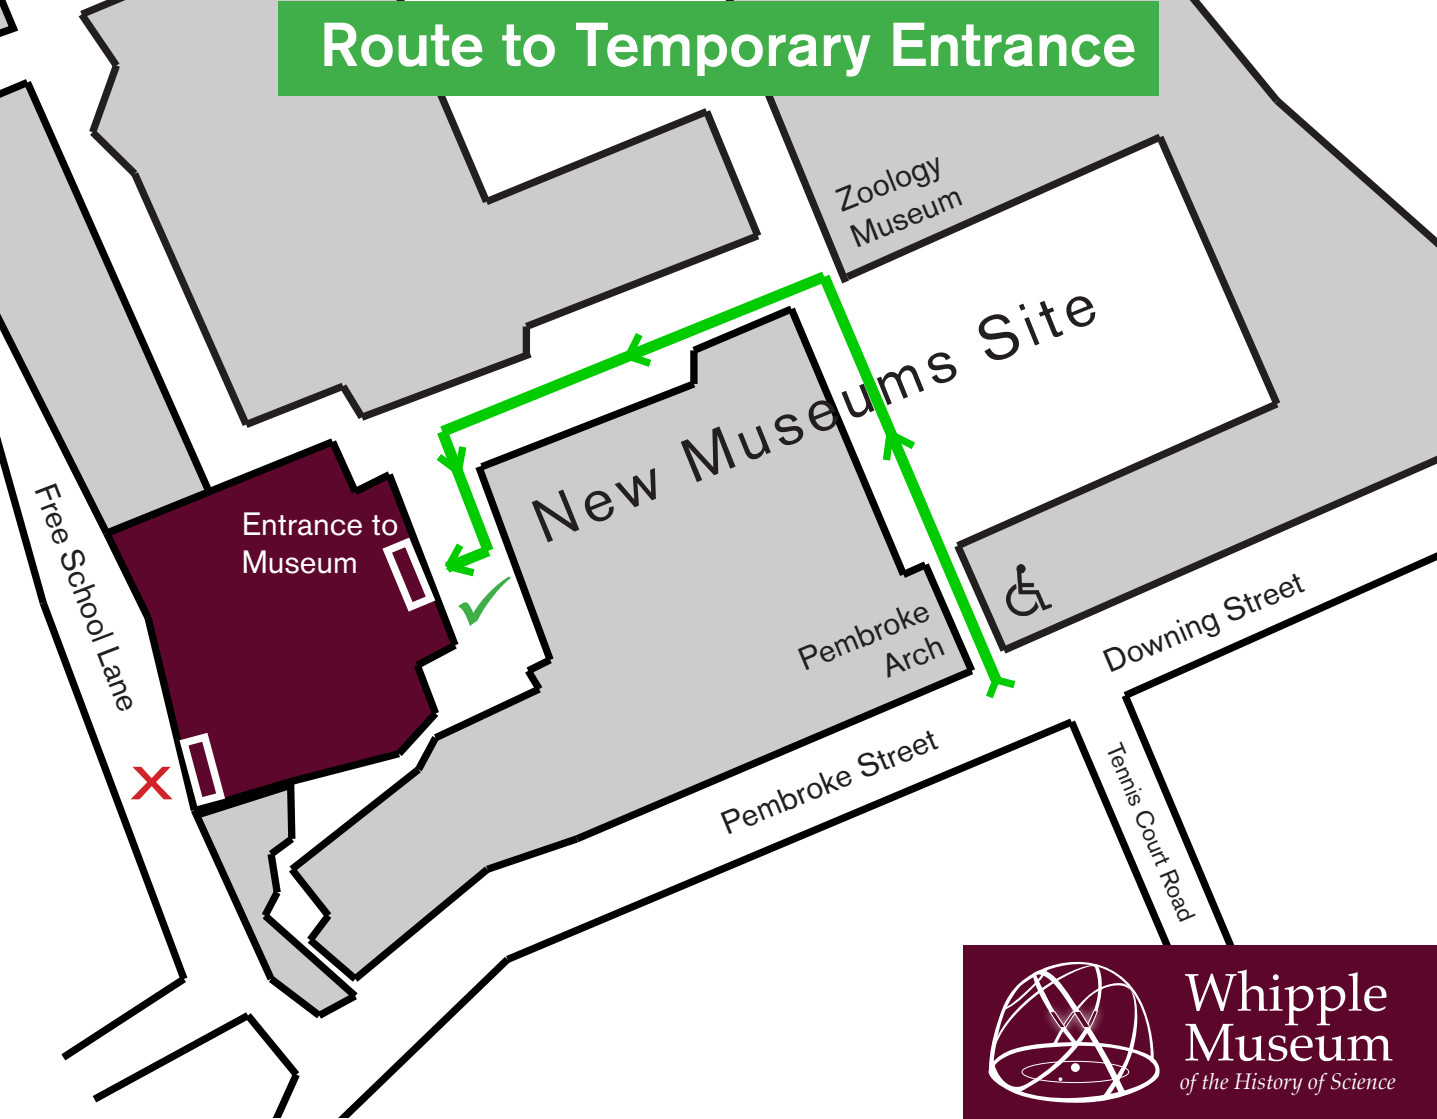 Route to Temporary Entrance
Zoology
Museum
New Museums Site
Entrance to
Museum
Free School Lane
Pembroke
Arch
Downing Street
Pembroke Street
Tennis Court Road
Whipple
Museum
of the History of Science